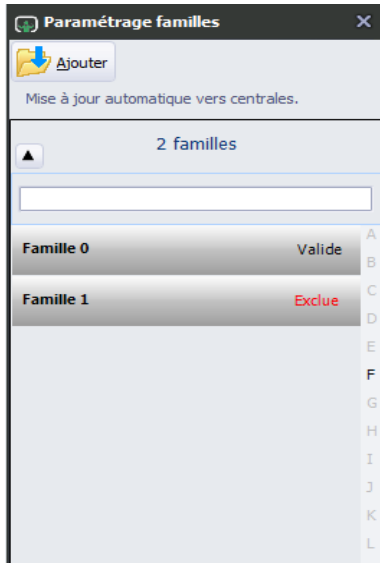 Paramétrage familles
Ajouter
Mise à jour automatique vers centrales.
2 familles
Famille 0 Valide
Famille 1 Exclue
A
B
C
D
E
F
G
H
I
J
K
L